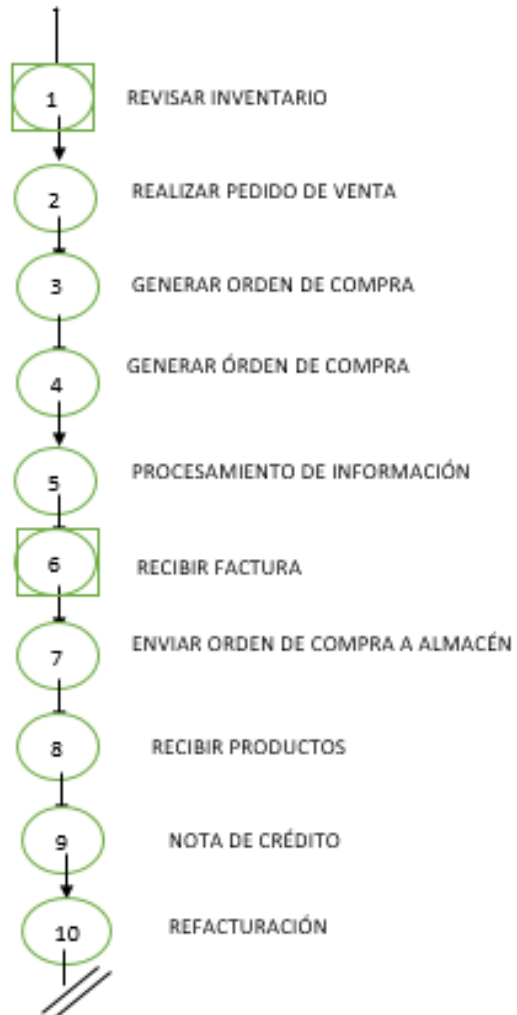 1 REVISAR INVENTARIO
2 REALIZAR PEDIDO DE VENTA
3 GENERAR ORDEN DE COMPRA
4 GENERAR ÓRDEN DE COMPRA
5 PROCESAMIENTO DE INFORMACIÓN
6 RECIBIR FACTURA
7 ENVIAR ORDEN DE COMPRA A ALMACÉN
8 RECIBIR PRODUCTOS
9 NOTA DE CRÉDITO
10 REFACTURACIÓN